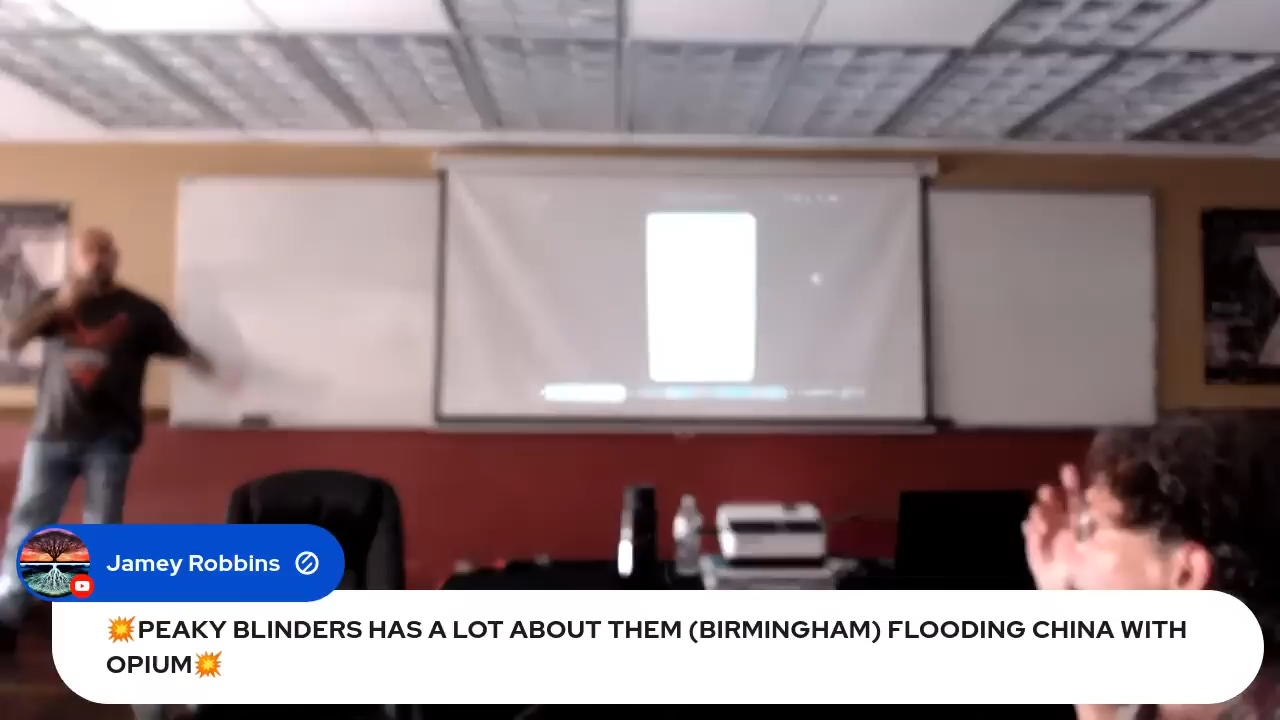 Jamey Robbins
💥PEAKY BLINDERS HAS A LOT ABOUT THEM (BIRMINGHAM) FLOODING CHINA WITH
OPIUM💥